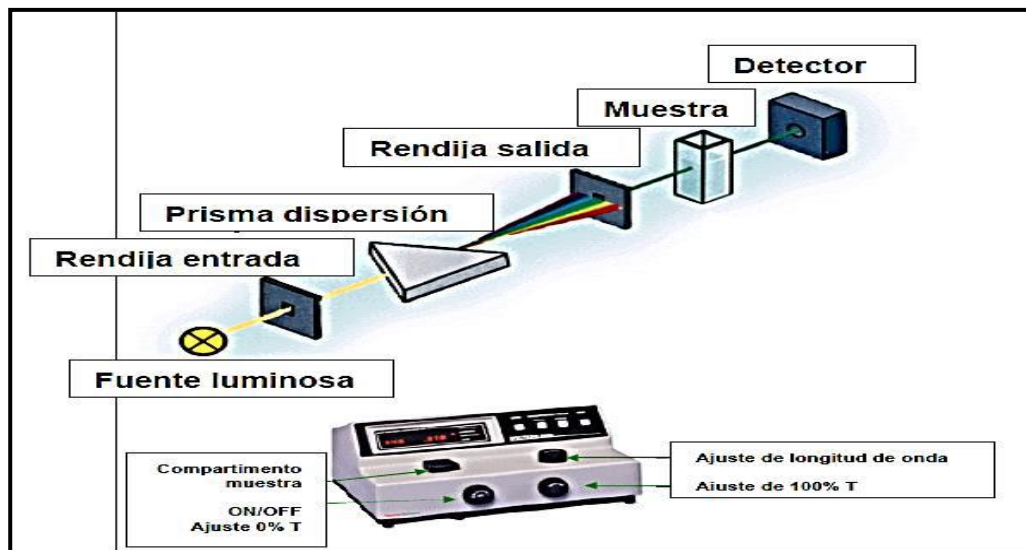 Detector
Muestra
Rendija salida
Prisma dispersión
Rendija entrada
Fuente luminosa
Compartimento
muestra
ON/OFF
Ajuste 0% T
Ajuste de longitud de onda
Aiuste de 100% T